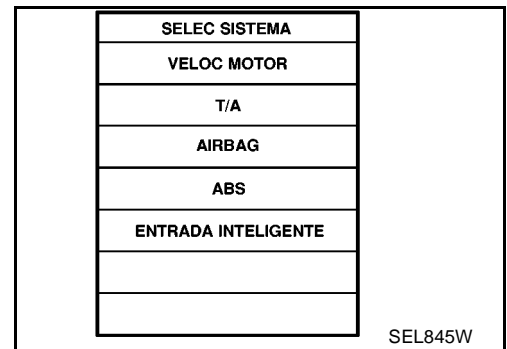 SELEC SISTEMA
VELOC MOTOR
T/A
AIRBAG
ABS
ENTRADA INTELIGENTE
SEL845W